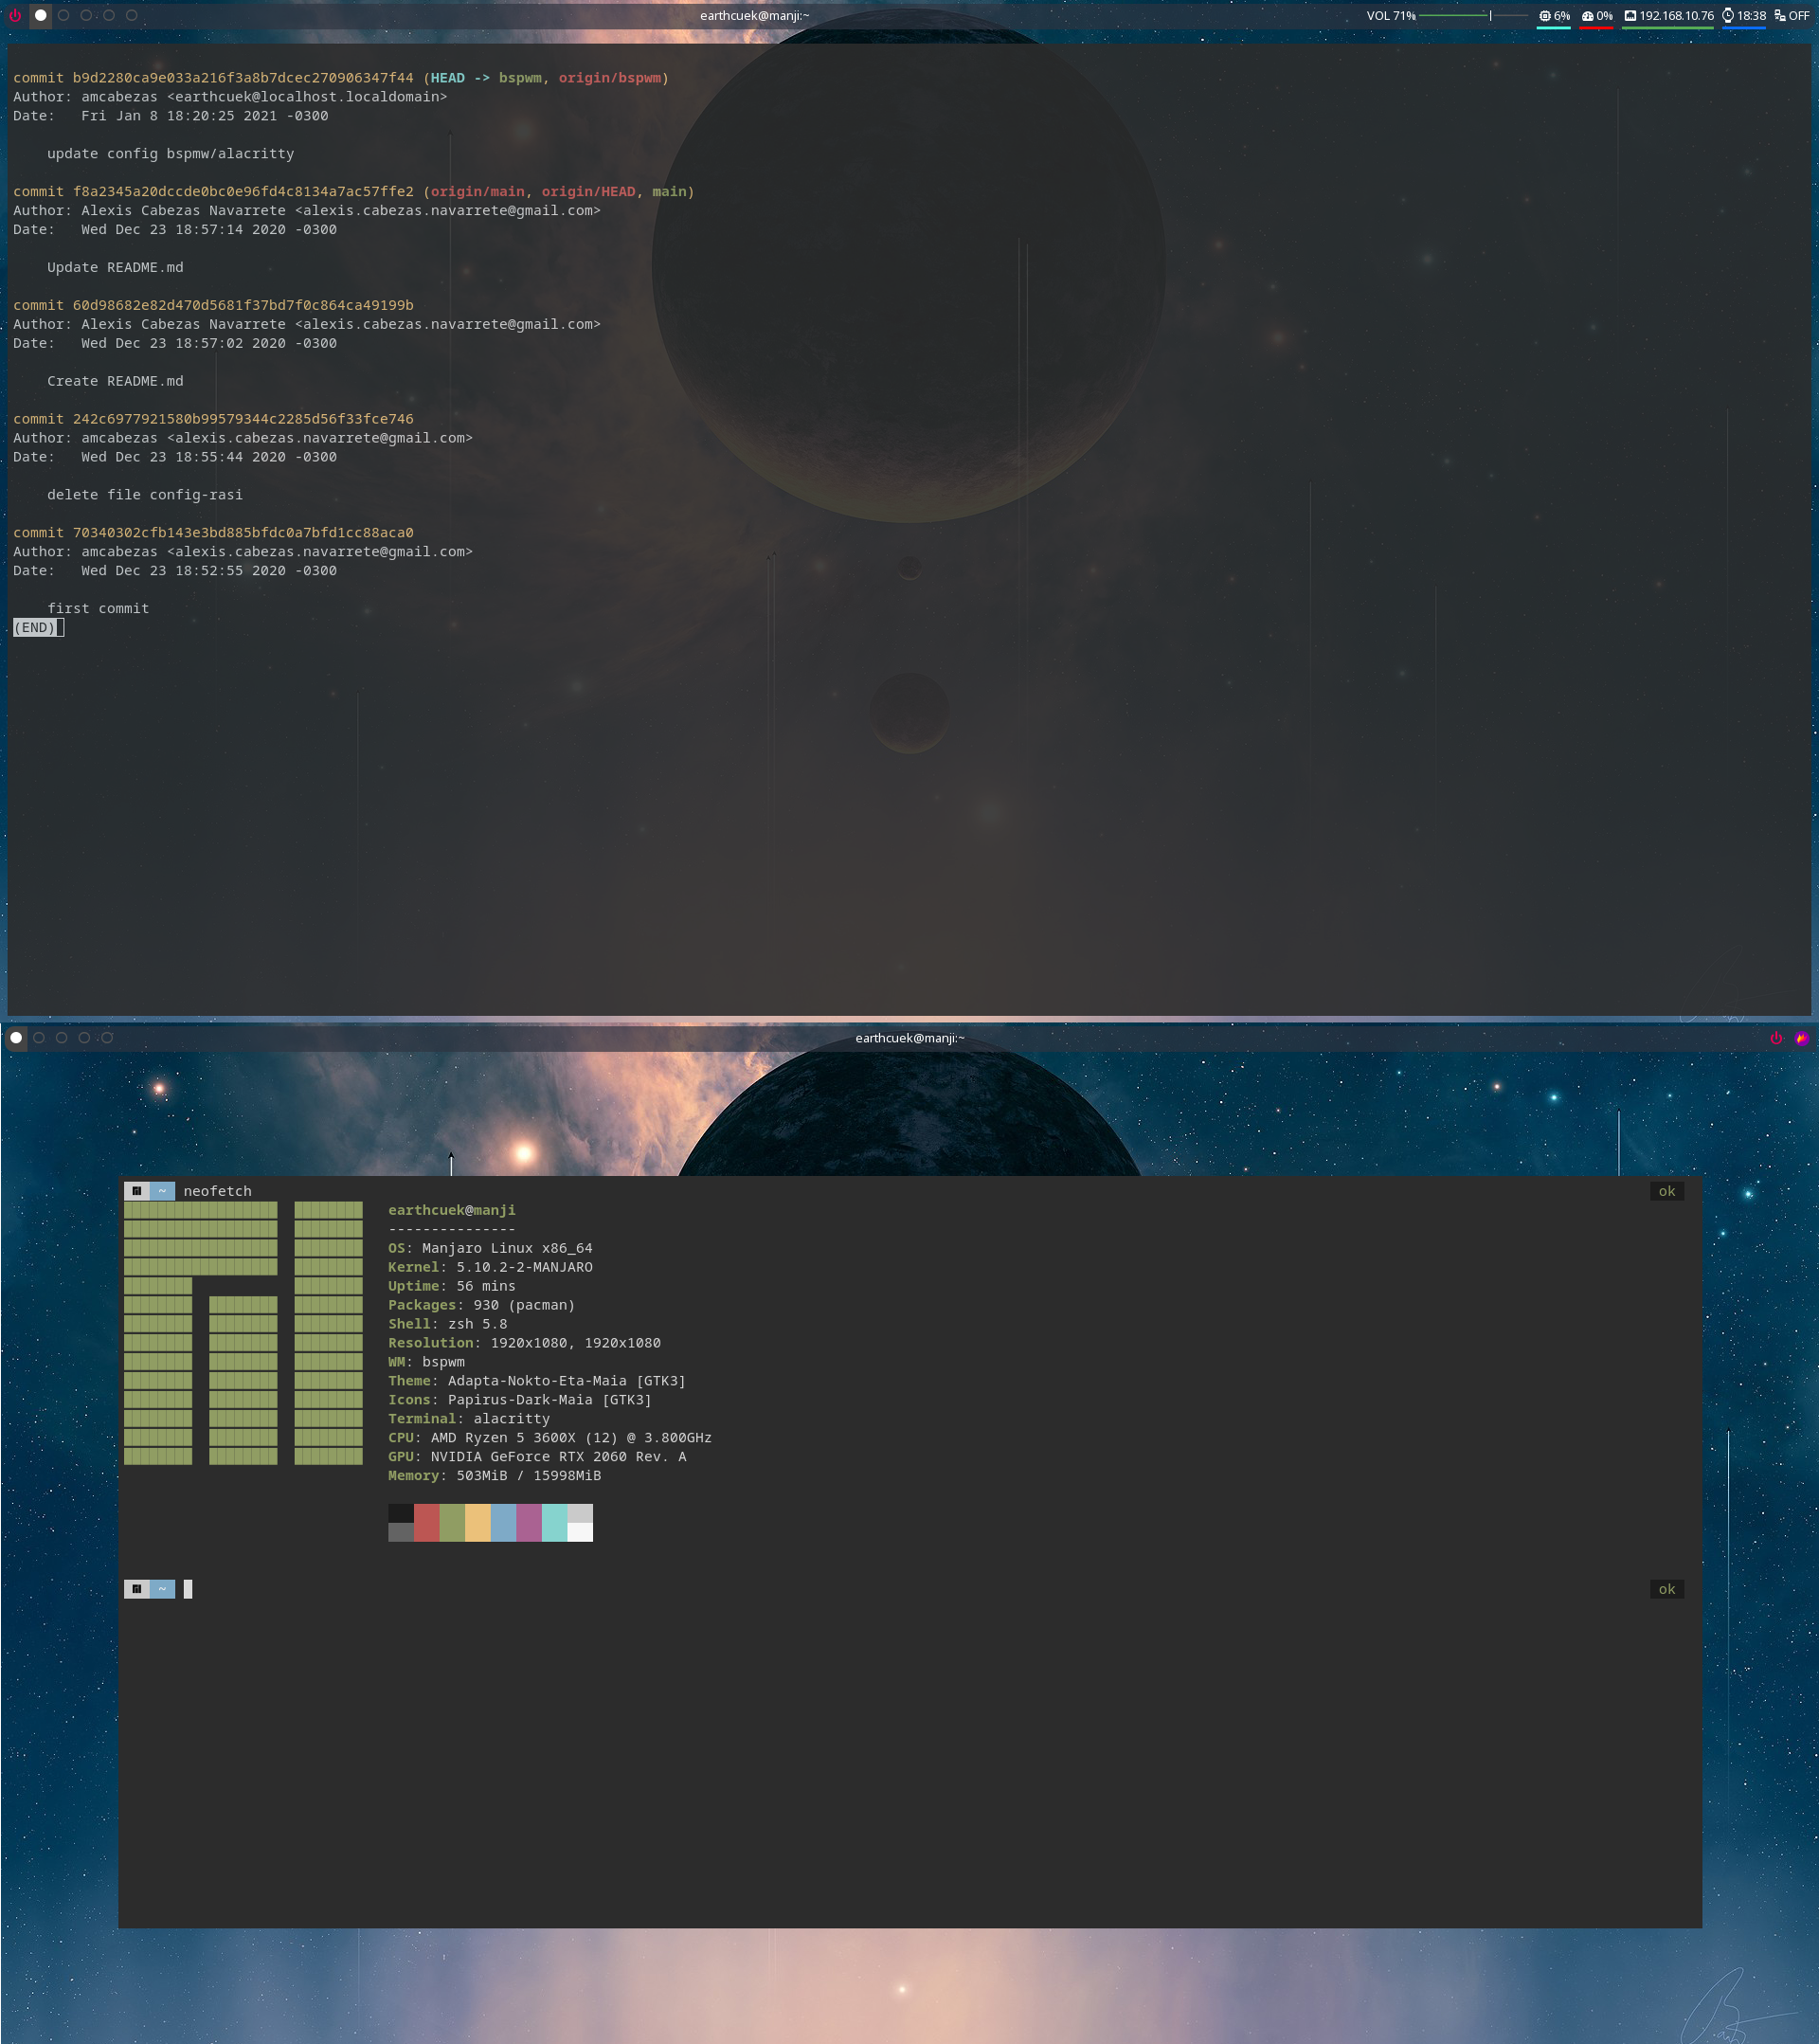 earthcuek@manji:~
VOL 71% 6% 0% 192.168.10.76 18:38 OFF
commit b9d2280ca9e033a216f3a8b7dcec270906347f44 (HEAD -> bspwm, origin/bspwm)
Author: amcabezas <earthcuek@localhost.localdomain>
Date:   Fri Jan 8 18:20:25 2021 -0300
    update config bspmw/alacritty
commit f8a2345a20dccde0bc0e96fd4c8134a7ac57ffe2 (origin/main, origin/HEAD, main)
Author: Alexis Cabezas Navarrete <alexis.cabezas.navarrete@gmail.com>
Date:   Wed Dec 23 18:57:14 2020 -0300
    Update README.md
commit 60d98682e82d470d5681f37bd7f0c864ca49199b
Author: Alexis Cabezas Navarrete <alexis.cabezas.navarrete@gmail.com>
Date:   Wed Dec 23 18:57:02 2020 -0300
    Create README.md
commit 242c6977921580b99579344c2285d56f33fce746
Author: amcabezas <alexis.cabezas.navarrete@gmail.com>
Date:   Wed Dec 23 18:55:44 2020 -0300
    delete file config-rasi
commit 70340302cfb143e3bd885bfdc0a7bfd1cc88aca0
Author: amcabezas <alexis.cabezas.navarrete@gmail.com>
Date:   Wed Dec 23 18:52:55 2020 -0300
    first commit
(END)
earthcuek@manji:~
~ neofetch ok
earthcuek@manji
---------------
OS: Manjaro Linux x86_64
Kernel: 5.10.2-2-MANJARO
Uptime: 56 mins
Packages: 930 (pacman)
Shell: zsh 5.8
Resolution: 1920x1080, 1920x1080
WM: bspwm
Theme: Adapta-Nokto-Eta-Maia [GTK3]
Icons: Papirus-Dark-Maia [GTK3]
Terminal: alacritty
CPU: AMD Ryzen 5 3600X (12) @ 3.800GHz
GPU: NVIDIA GeForce RTX 2060 Rev. A
Memory: 503MiB / 15998MiB
~ ok